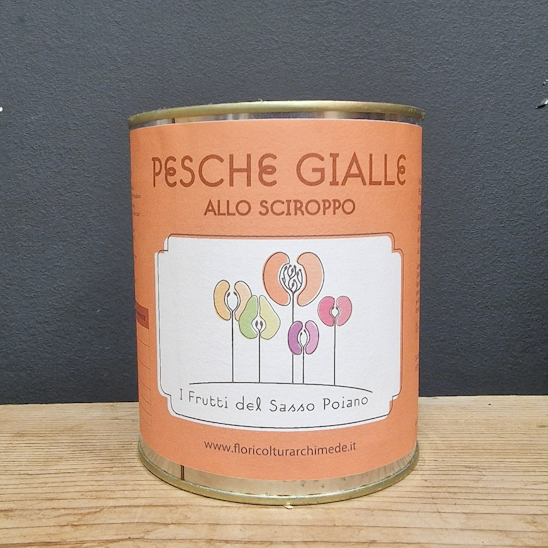 PESCHE GIALLE
ALLO SCIROPPO
I Frutti del Sasso Poiano
www.floricolturarchimede.it